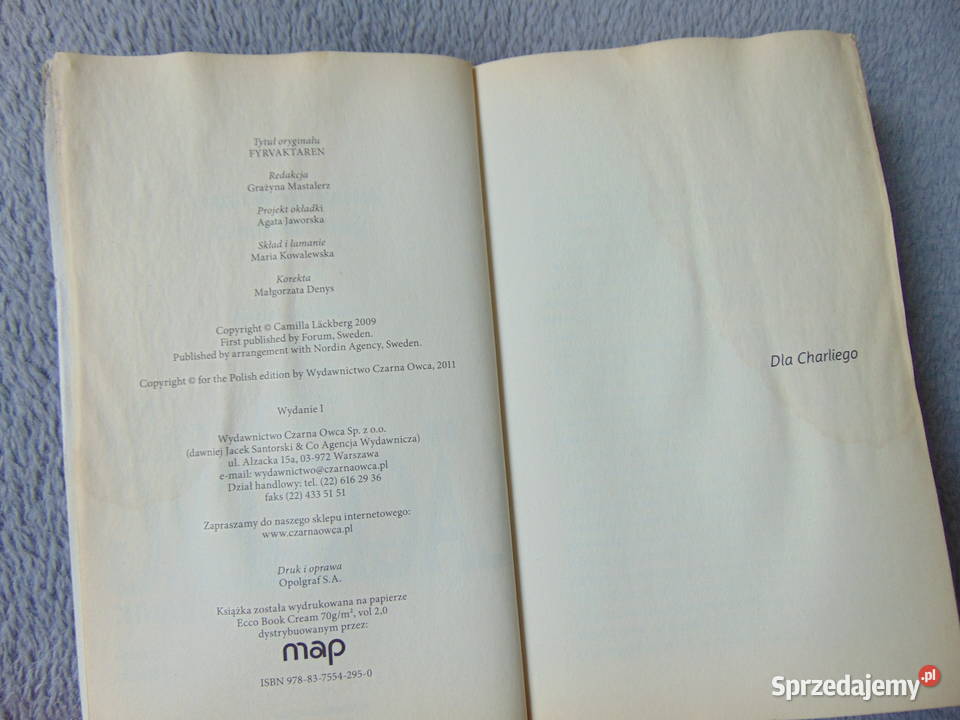 Tytuł oryginału
FYRVAKTAREN
Redakcja
Grażyna Mastalerz
Projekt okładki
Agata Jaworska
Skład i łamanie
Maria Kowalewska
Korekta
Małgorzata Denys
Copyright © Camilla Läckberg 2009
First published by Forum, Sweden.
Published by arrangement with Nordin Agency, Sweden.
Copyright © for the Polish edition by Wydawnictwo Czarna Owca, 2011
Wydanie I
Wydawnictwo Czarna Owca Sp. z o.o.
(dawniej Jacek Santorski & Co Agencja Wydawnicza)
ul. Alzacka 15a, 03-972 Warszawa
e-mail: wydawnictwo@czarnaowca.pl
Dział handlowy: tel. (22) 616 29 36
faks (22) 433 51 51
Zapraszamy do naszego sklepu internetowego:
www.czarnaowca.pl
Druk i oprawa
Opolgraf S.A.
Książka została wydrukowana na papierze
Ecco Book Cream 70g/m², vol 2,0
dystrybuowanym przez:
map
ISBN 978-83-7554-295-0
Dla Charliego
Sprzedajemy.pl